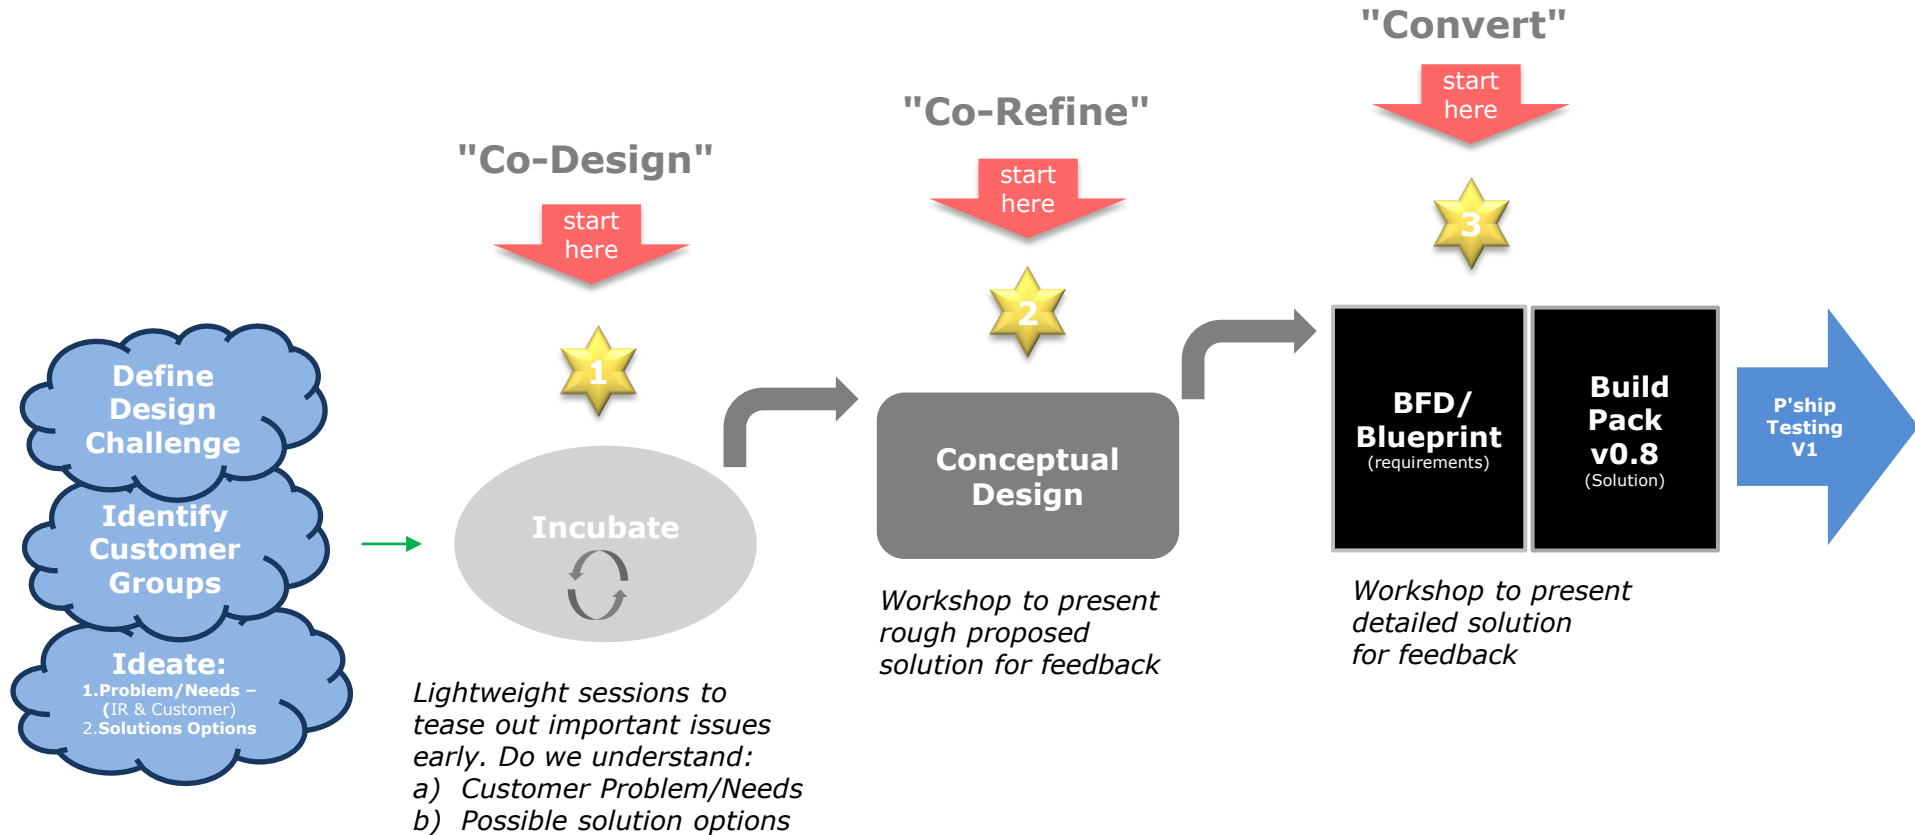 "Convert"
start
here
3
"Co-Refine"
start
here
2
"Co-Design"
start
here
1
Define
Design
Challenge
Identify
Customer
Groups
Ideate:
1.Problem/Needs –
(IR & Customer)
2.Solutions Options
Incubate
Lightweight sessions to
tease out important issues
early. Do we understand:
a) Customer Problem/Needs
b) Possible solution options
Conceptual
Design
Workshop to present
rough proposed
solution for feedback
BFD/
Blueprint
(requirements)
Build
Pack
v0.8
(Solution)
Workshop to present
detailed solution
for feedback
P'ship
Testing
V1